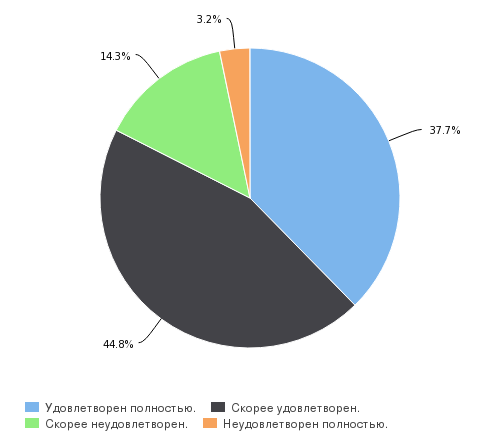 3.2%
14.3%
37.7%
44.8%
Удовлетворен полностью. Скорее удовлетворен.
Скорее неудовлетворен. Неудовлетворен полностью.